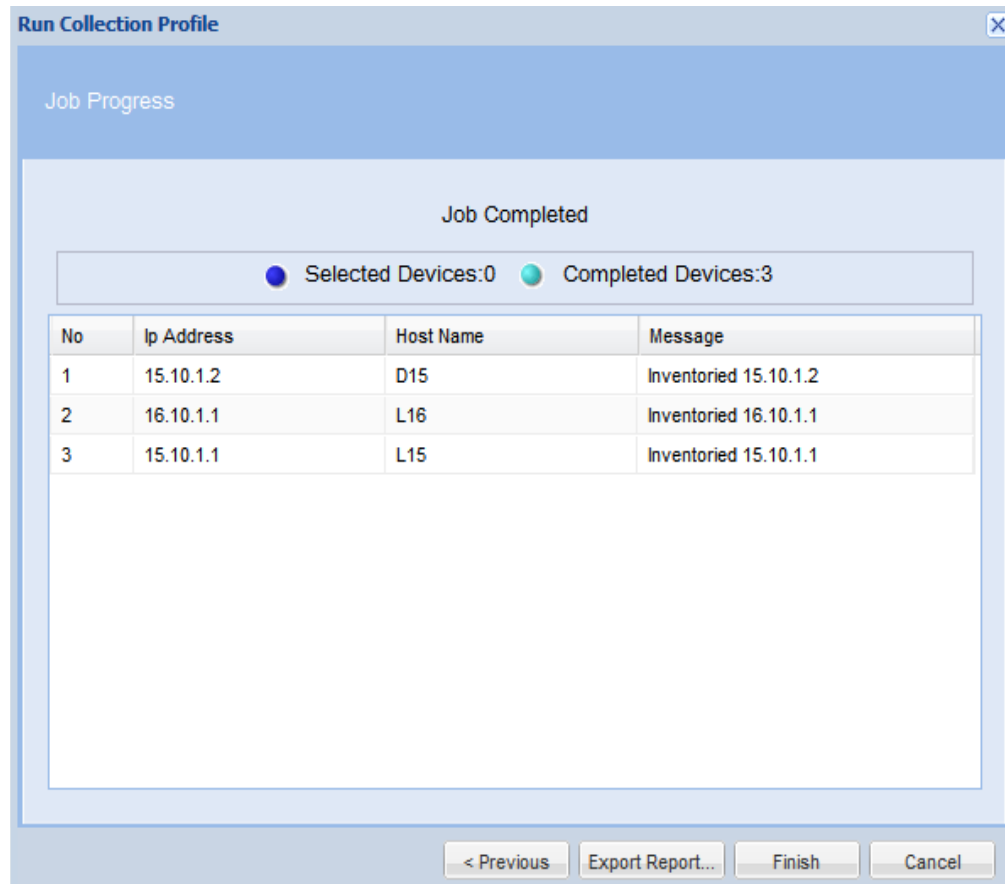 Run Collection Profile
Job Progress
Job Completed
Selected Devices:0 Completed Devices:3
No Ip Address Host Name Message
1 15.10.1.2 D15 Inventoried 15.10.1.2
2 16.10.1.1 L16 Inventoried 16.10.1.1
3 15.10.1.1 L15 Inventoried 15.10.1.1
< Previous Export Report... Finish Cancel